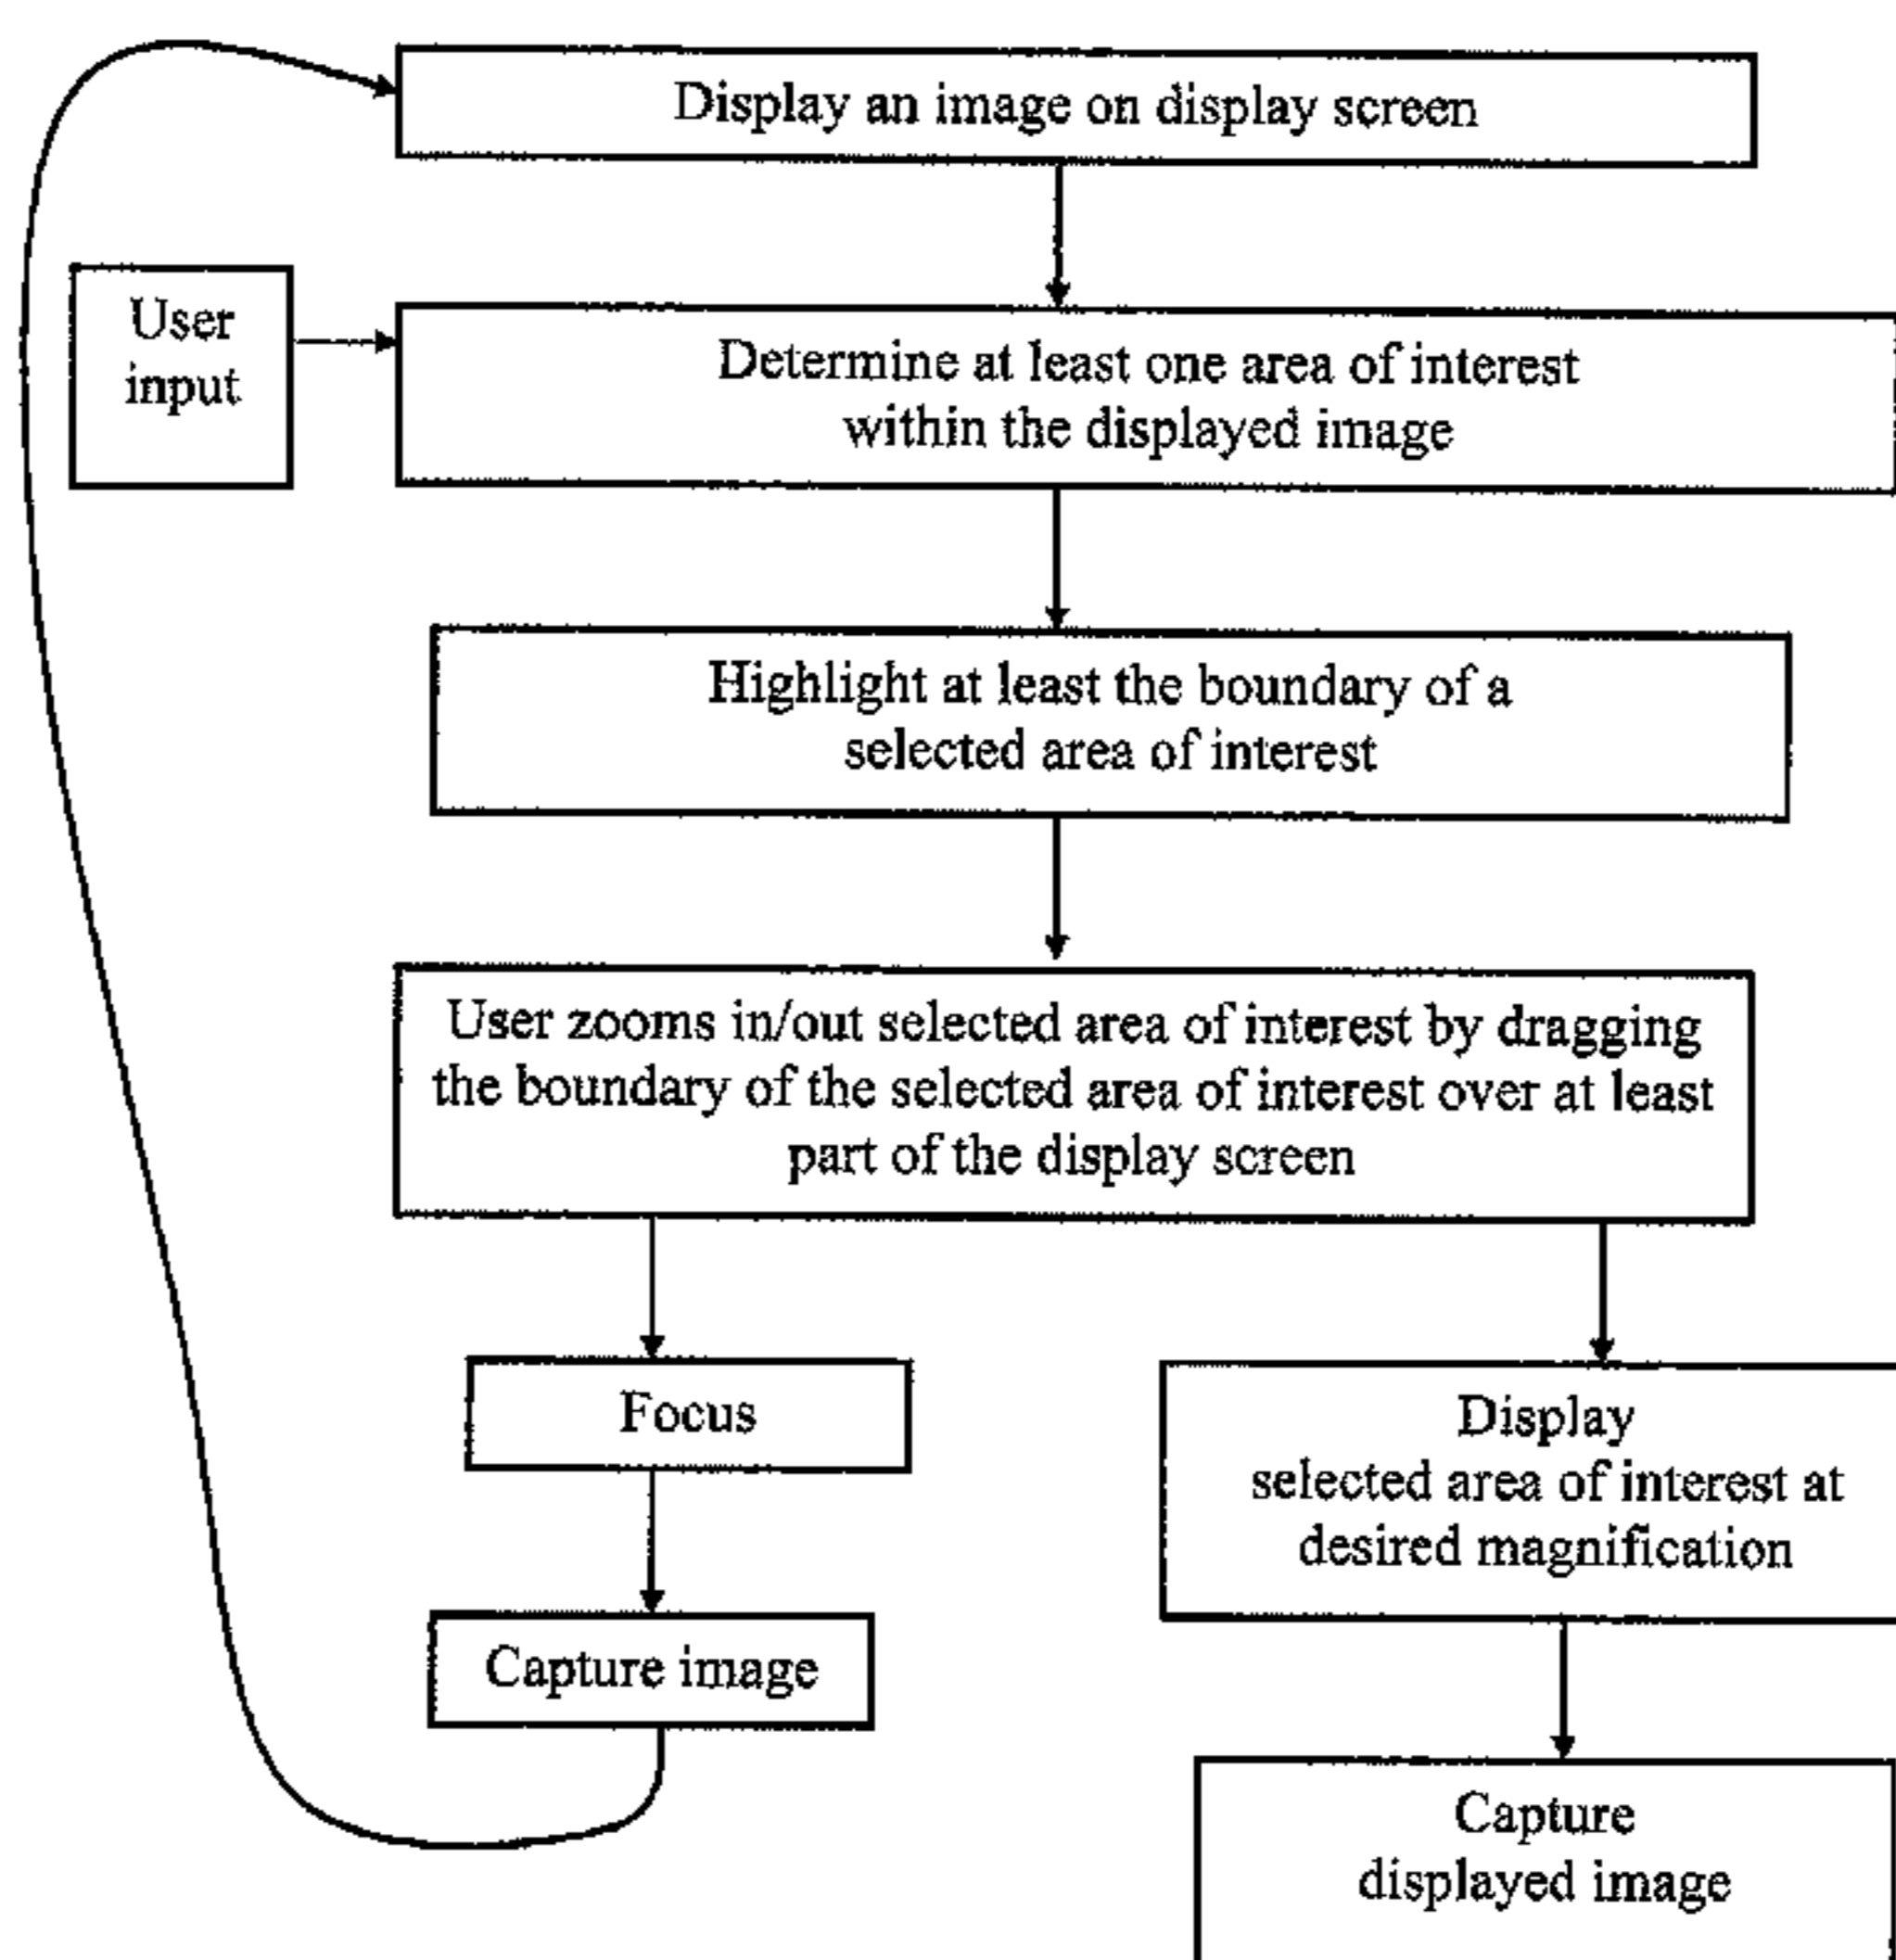 Display an image on display screen
User
input
Determine at least one area of interest
within the displayed image
Highlight at least the boundary of a
selected area of interest
User zooms in/out selected area of interest by dragging
the boundary of the selected area of interest over at least
part of the display screen
Focus
Display
selected area of interest at
desired magnification
Capture image
Capture
displayed image